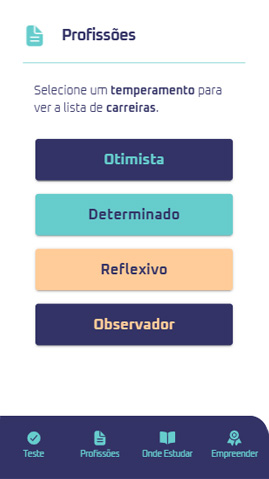 Profissões
Selecione um temperamento para
ver a lista de carreiras.
Otimista
Determinado
Reflexivo
Observador
Teste
Profissões
Onde Estudar
Empreender